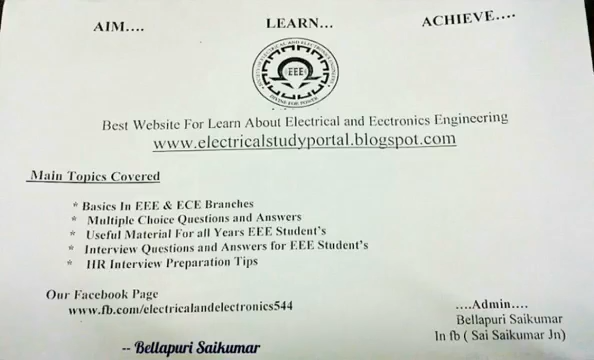 AIM.... LEARN... ACHIEVE....
EEE
Best Website For Learn About Electrical and Eectronics Engineering
www.electricalstudyportal.blogspot.com
Main Topics Covered
* Basics In EEE & ECE Branches
* Multiple Choice Questions and Answers
* Useful Material For all Years EEE Student's
* Interview Questions and Answers for EEE Student's
* HR Interview Preparation Tips
Our Facebook Page
www.fb.com/electricalandelectronics544
....Admin....
Bellapuri Saikumar
In fb ( Sai Saikumar Jn)
-- Bellapuri Saikumar